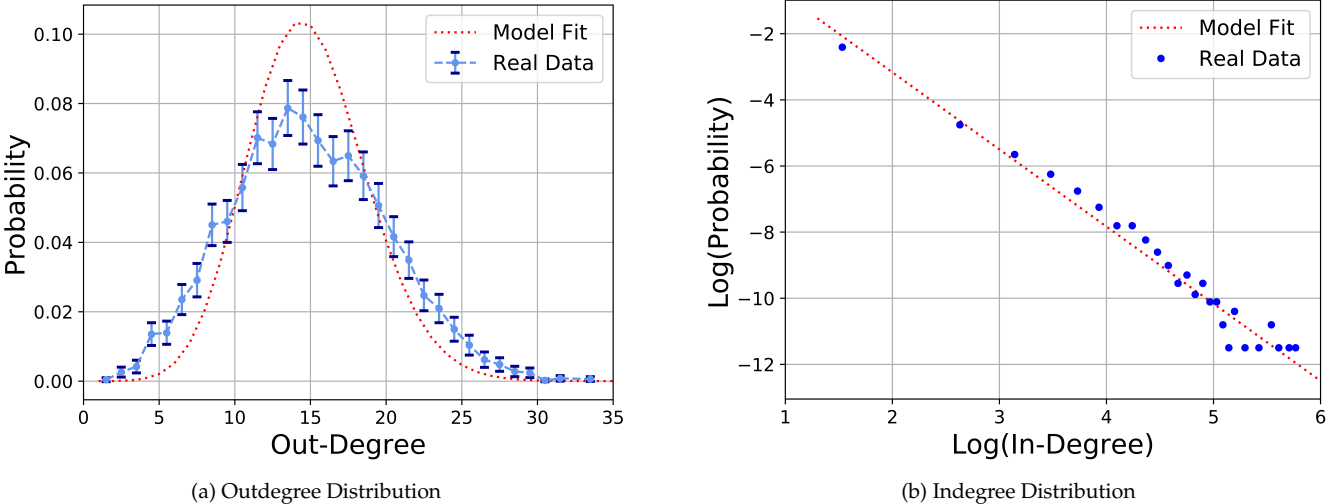 Model Fit
Real Data
0.10
0.08
0.06
0.04
0.02
0.00
Probability
0 5 10 15 20 25 30 35
Out-Degree
(a) Outdegree Distribution
Model Fit
Real Data
−2
−4
−6
−8
−10
−12
Log(Probability)
1 2 3 4 5 6
Log(In-Degree)
(b) Indegree Distribution